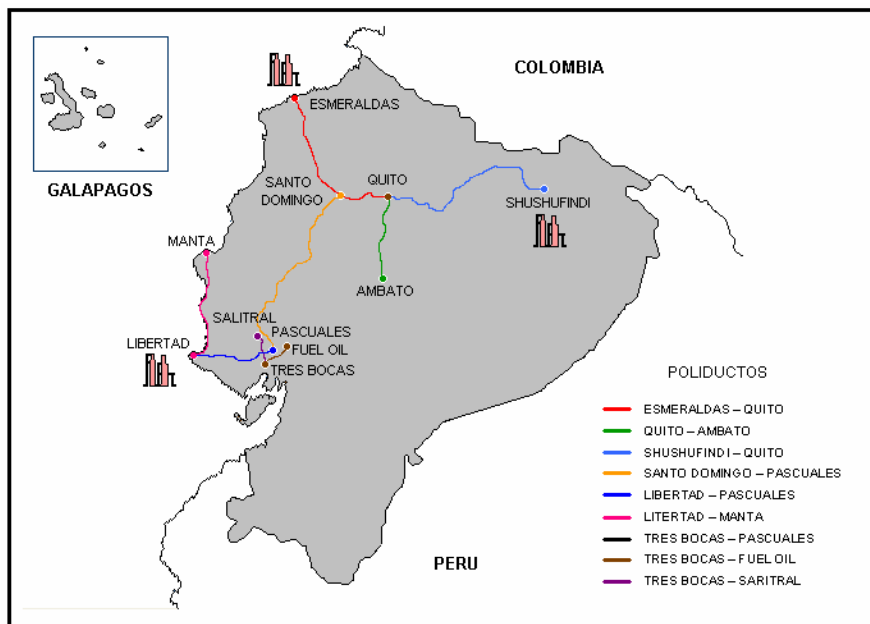 COLOMBIA
ESMERALDAS
GALAPAGOS
SANTO
DOMINGO
QUITO
SHUSHUFINDI
MANTA
AMBATO
SALITRAL
PASCUALES
LIBERTAD
FUEL OIL
TRES BOCAS
PERU
POLIDUCTOS
ESMERALDAS – QUITO
QUITO – AMBATO
SHUSHUFINDI – QUITO
SANTO DOMINGO – PASCUALES
LIBERTAD – PASCUALES
LITERTAD – MANTA
TRES BOCAS – PASCUALES
TRES BOCAS – FUEL OIL
TRES BOCAS – SARITRAL